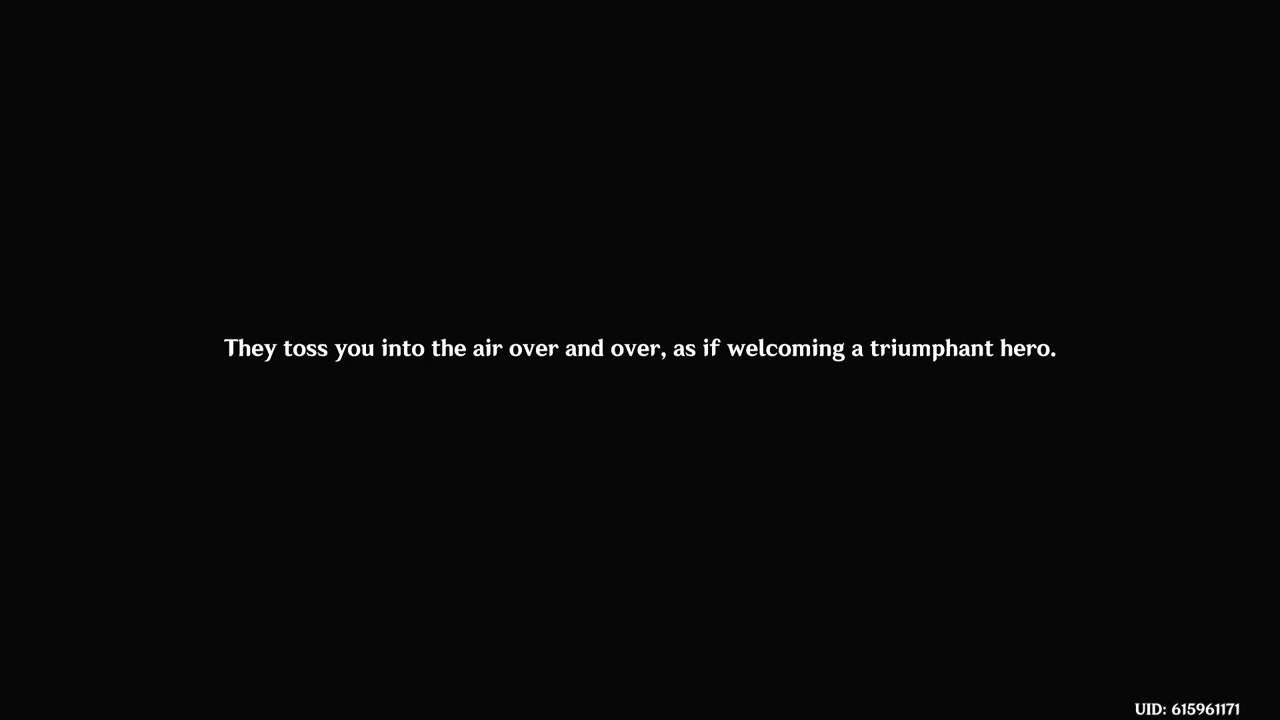 They toss you into the air over and over, as if welcoming a triumphant hero.
UID: 615961171